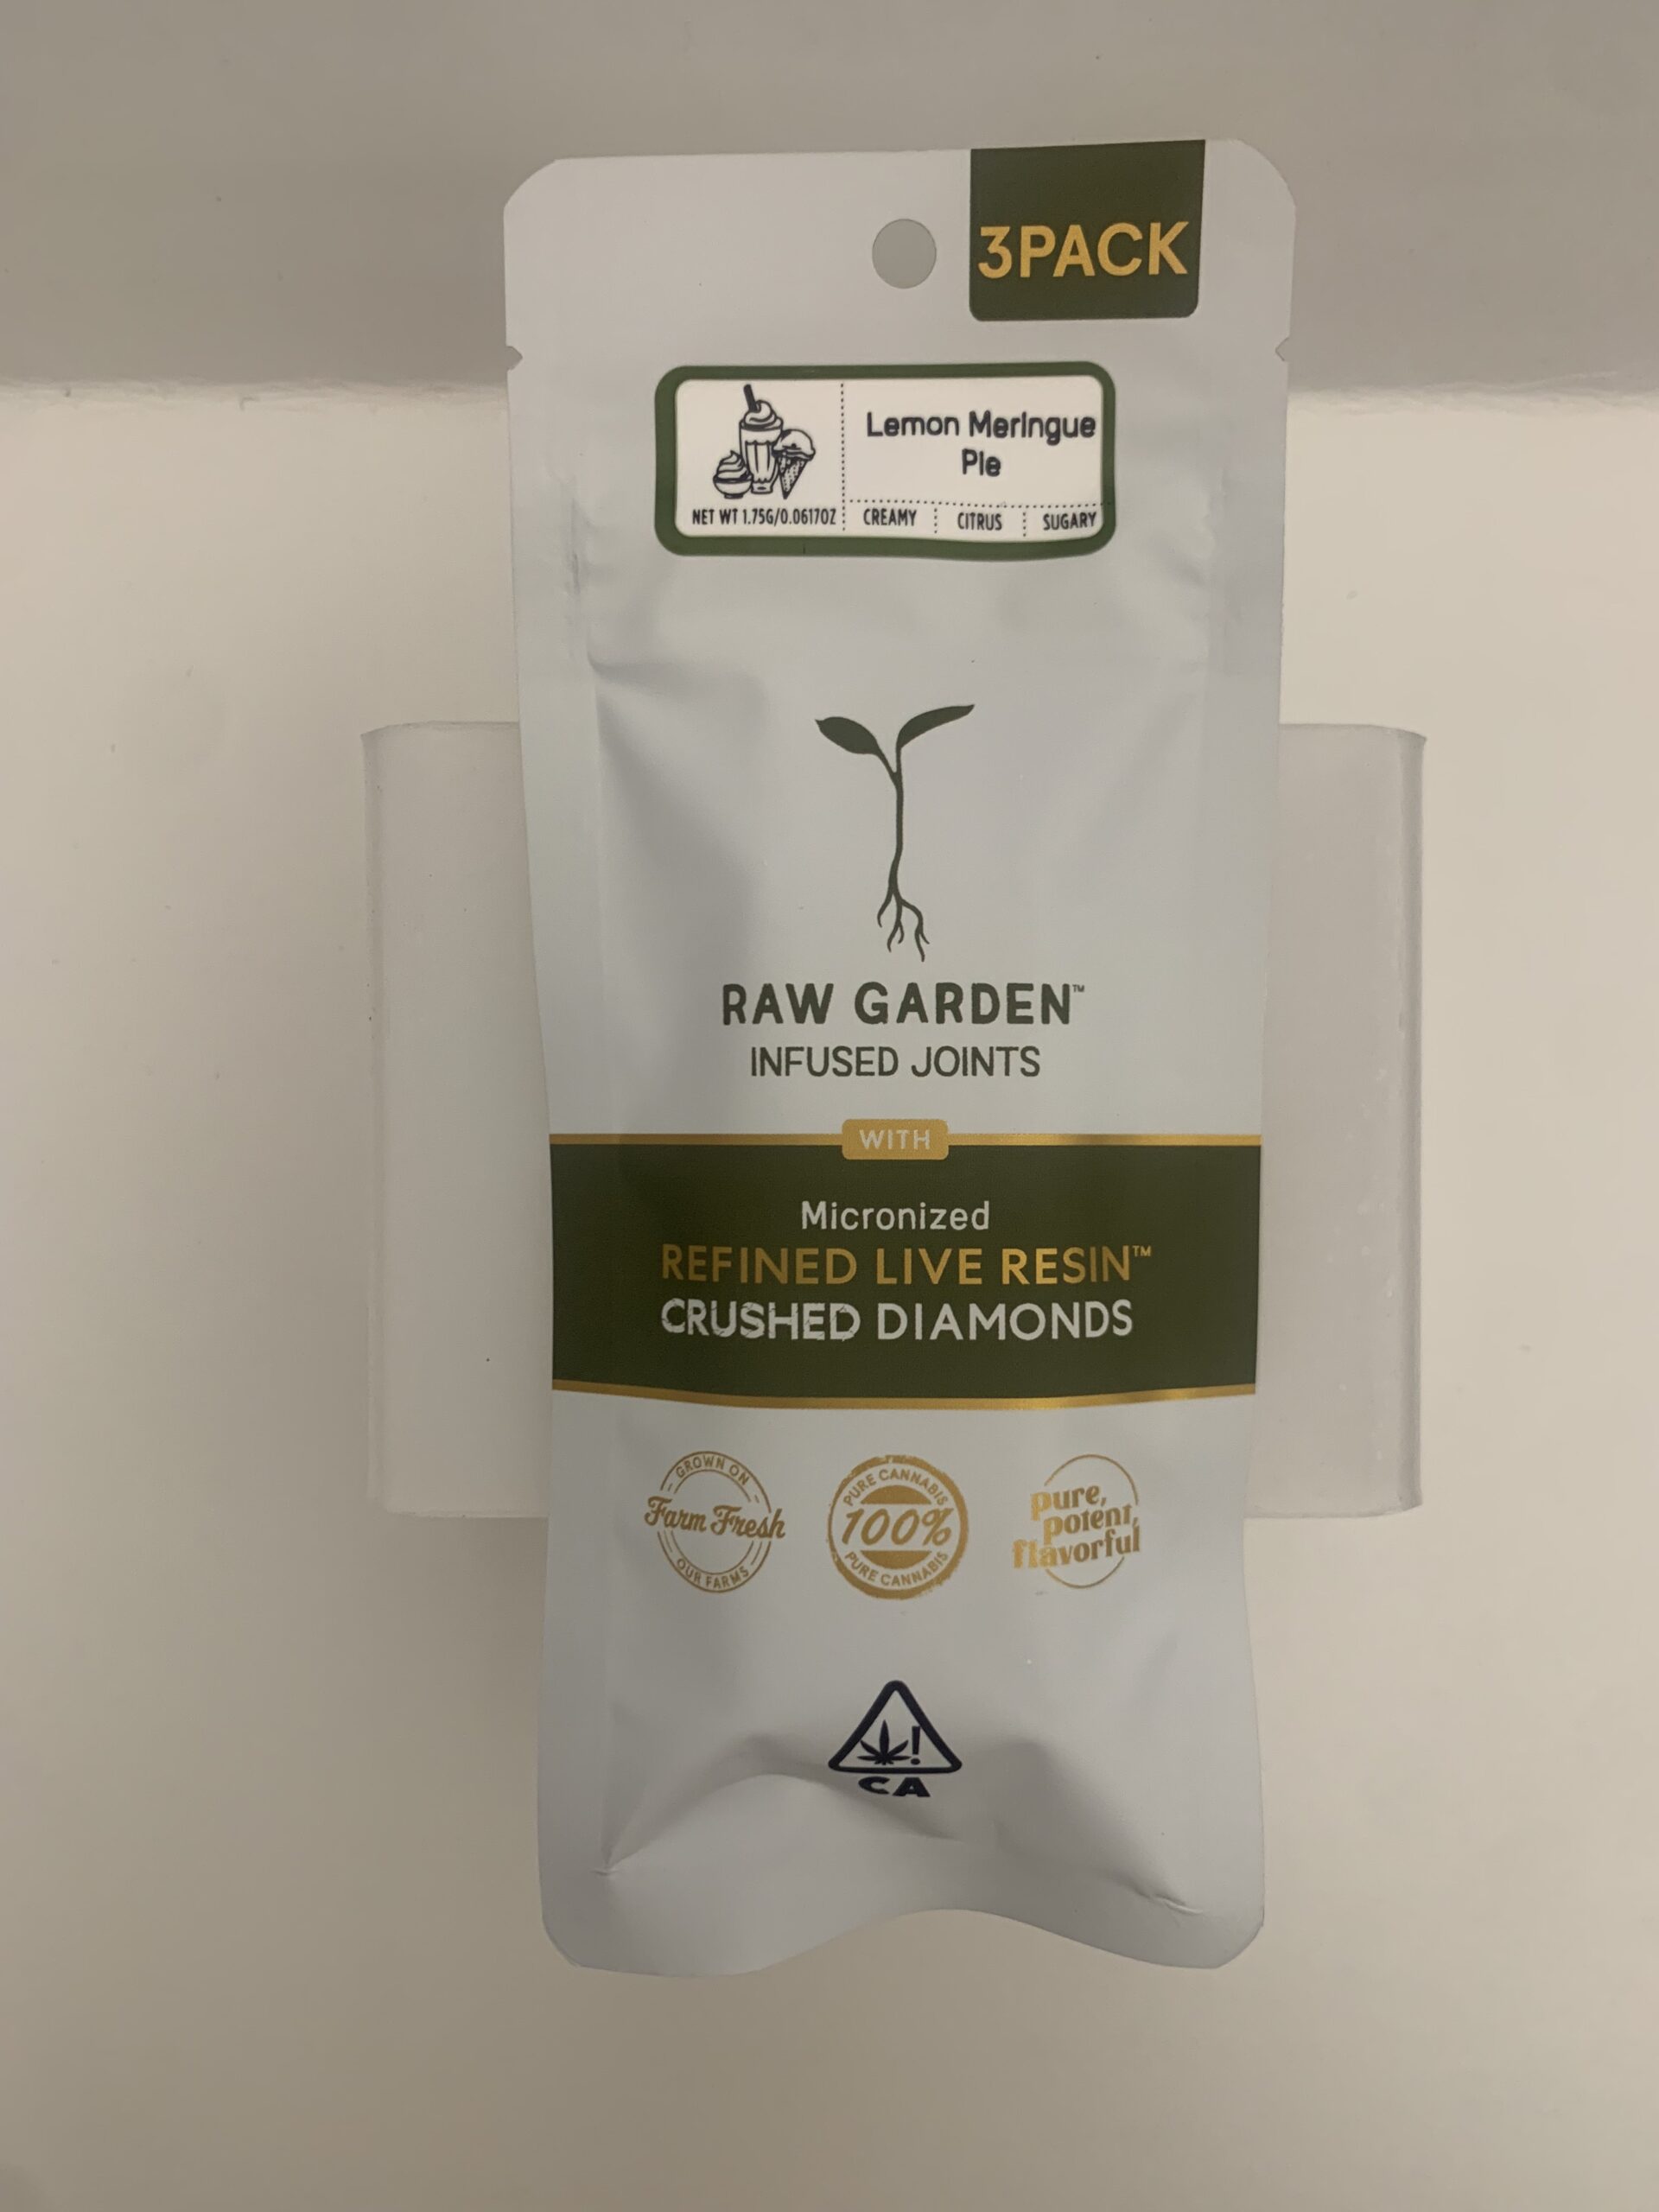 3PACK
Lemon Meringue
Pie
NET WT 1.75G/0.0617OZ
CREAMY
CITRUS
SUGARY
RAW GARDEN™
INFUSED JOINTS
WITH
Micronized
REFINED LIVE RESIN™
CRUSHED DIAMONDS
GROWN ON
Farm Fresh
OUR FARMS
PURE CANNABIS
100%
PURE CANNABIS
pure,
potent,
flavorful
!
CA